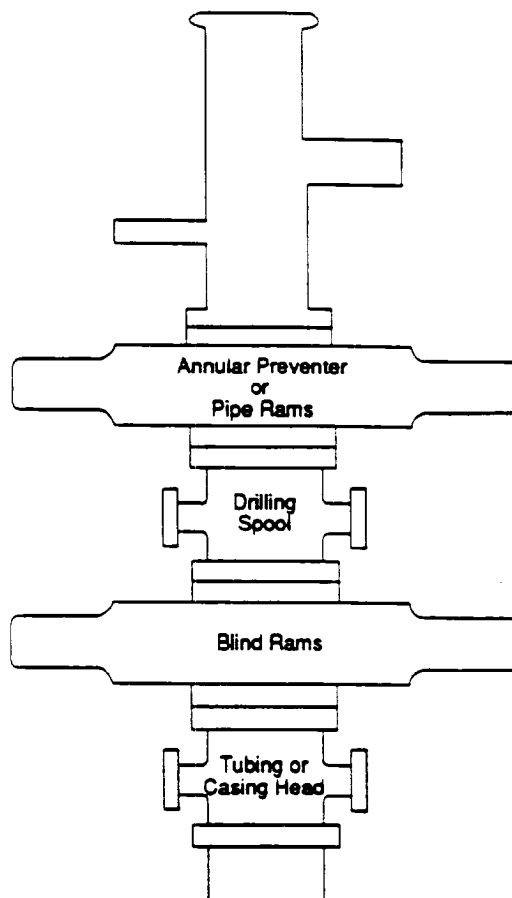 Annular Preventer
or
Pipe Rams
Drilling
Spool
Blind Rams
Tubing or
Casing Head